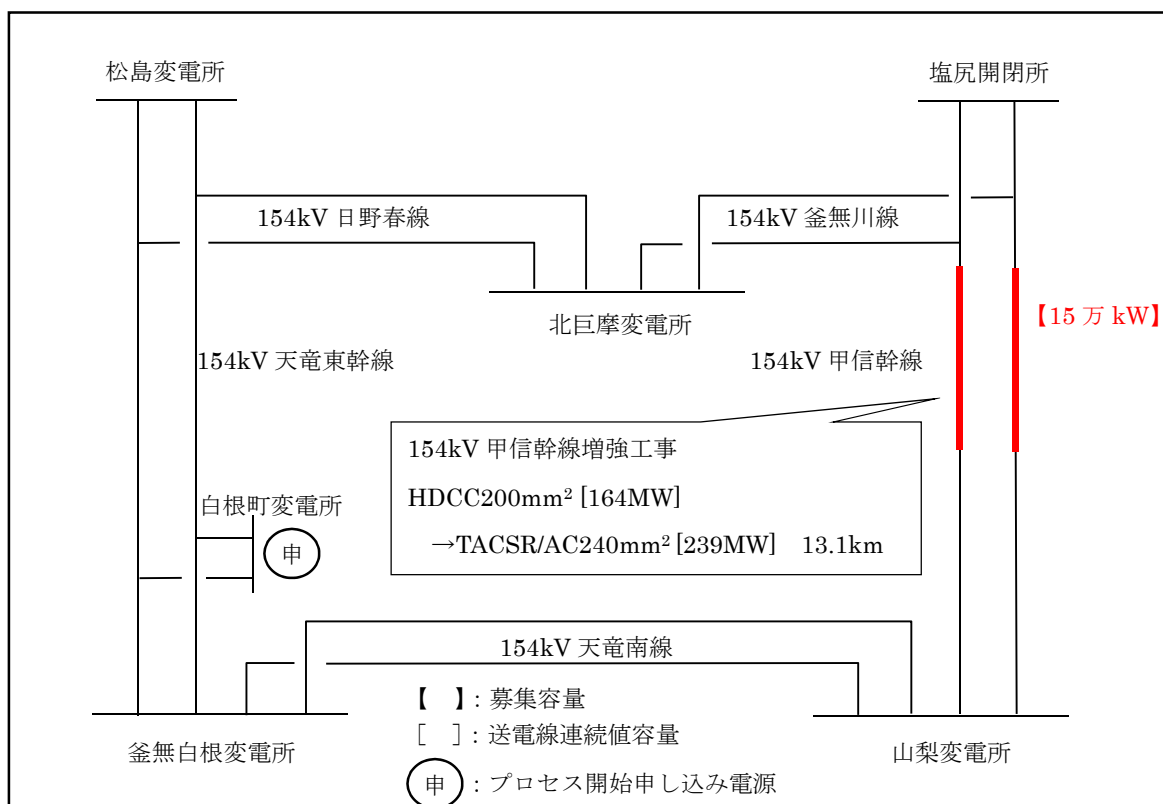 松島変電所
塩尻開閉所
154kV 日野春線
154kV 釜無川線
北巨摩変電所
【15 万 kW】
154kV 天竜東幹線
154kV 甲信幹線
154kV 甲信幹線増強工事
HDCC200mm² [164MW]
→TACSR/AC240mm² [239MW] 13.1km
白根町変電所
申
154kV 天竜南線
【 】: 募集容量
[ ]: 送電線連続値容量
釜無白根変電所
山梨変電所
申 : プロセス開始申し込み電源